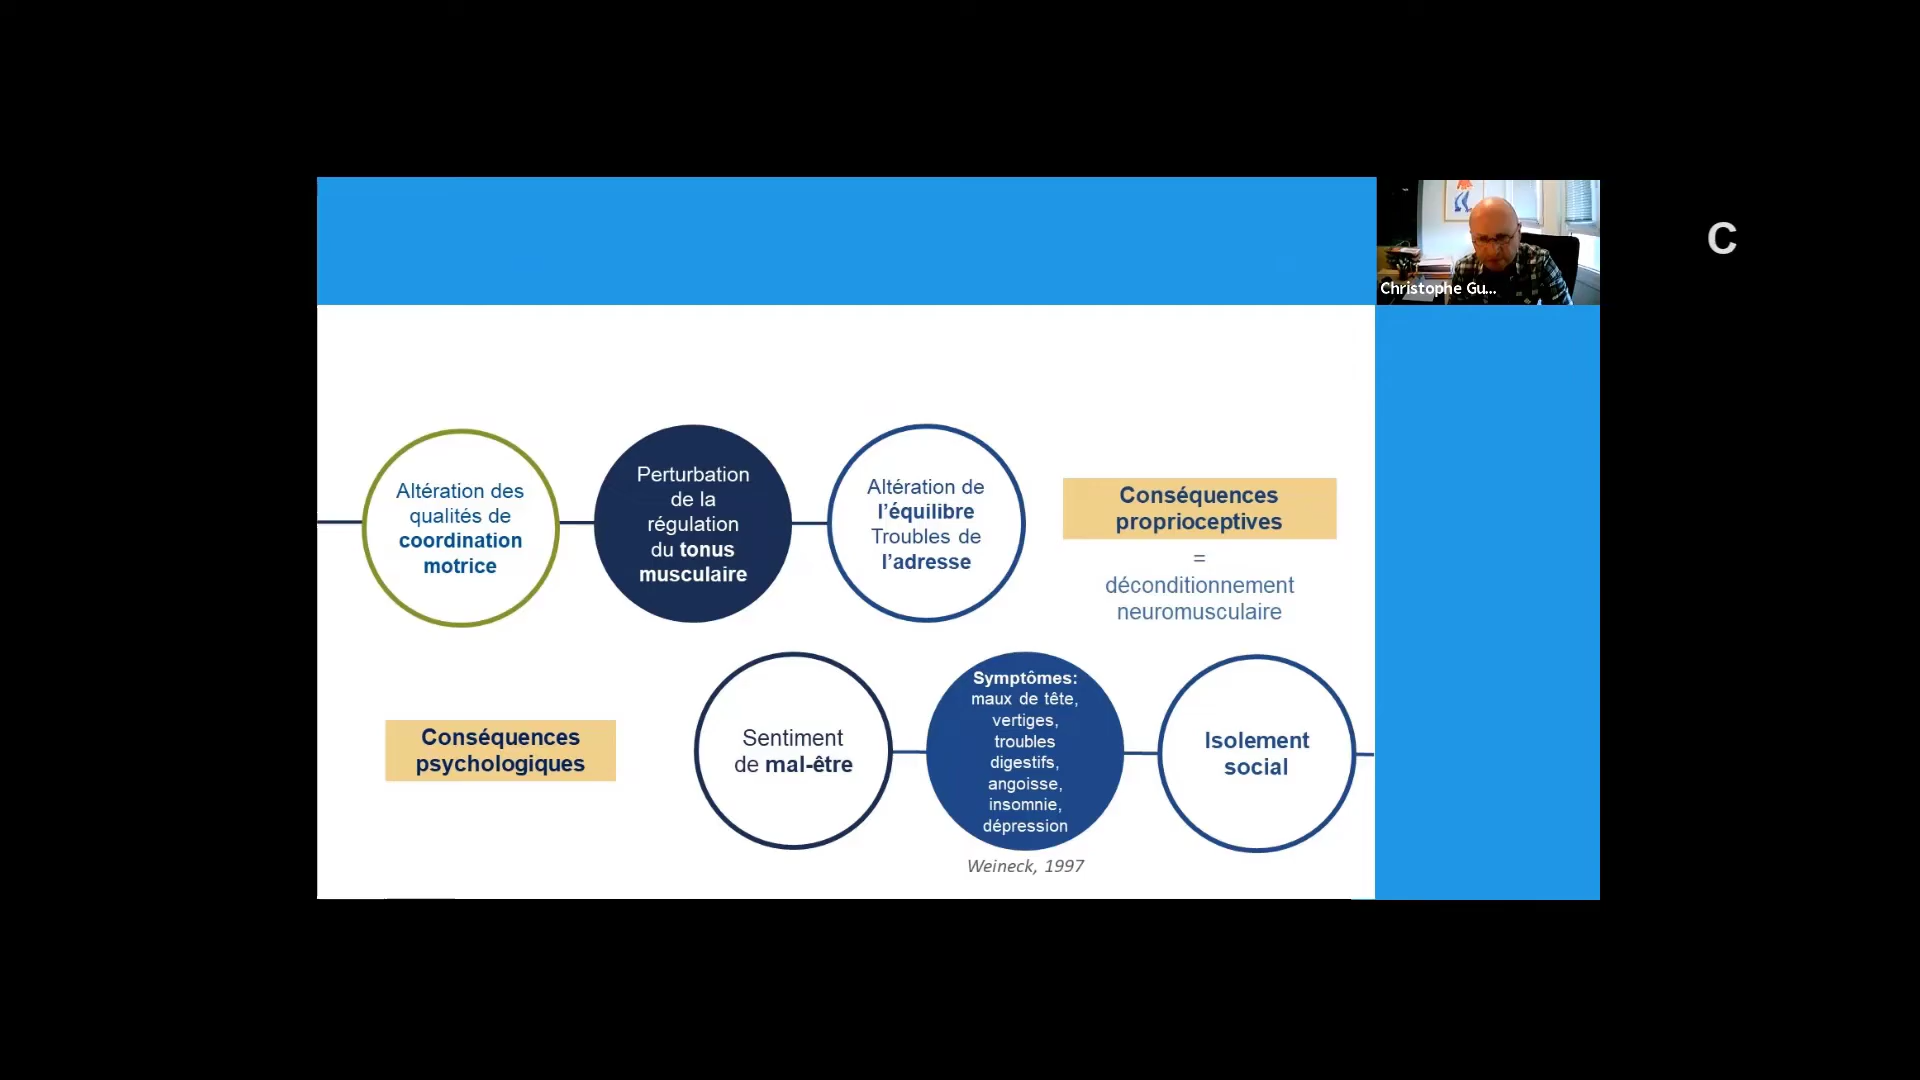 C
Christophe Gu...
Altération des
qualités de
coordination
motrice
Perturbation
de la
régulation
du tonus
musculaire
Altération de
l’équilibre
Troubles de
l’adresse
Conséquences
proprioceptives
=
déconditionnement
neuromusculaire
Conséquences
psychologiques
Sentiment
de mal-être
Symptômes:
maux de tête,
vertiges,
troubles
digestifs,
angoisse,
insomnie,
dépression
Isolement
social
Weineck, 1997